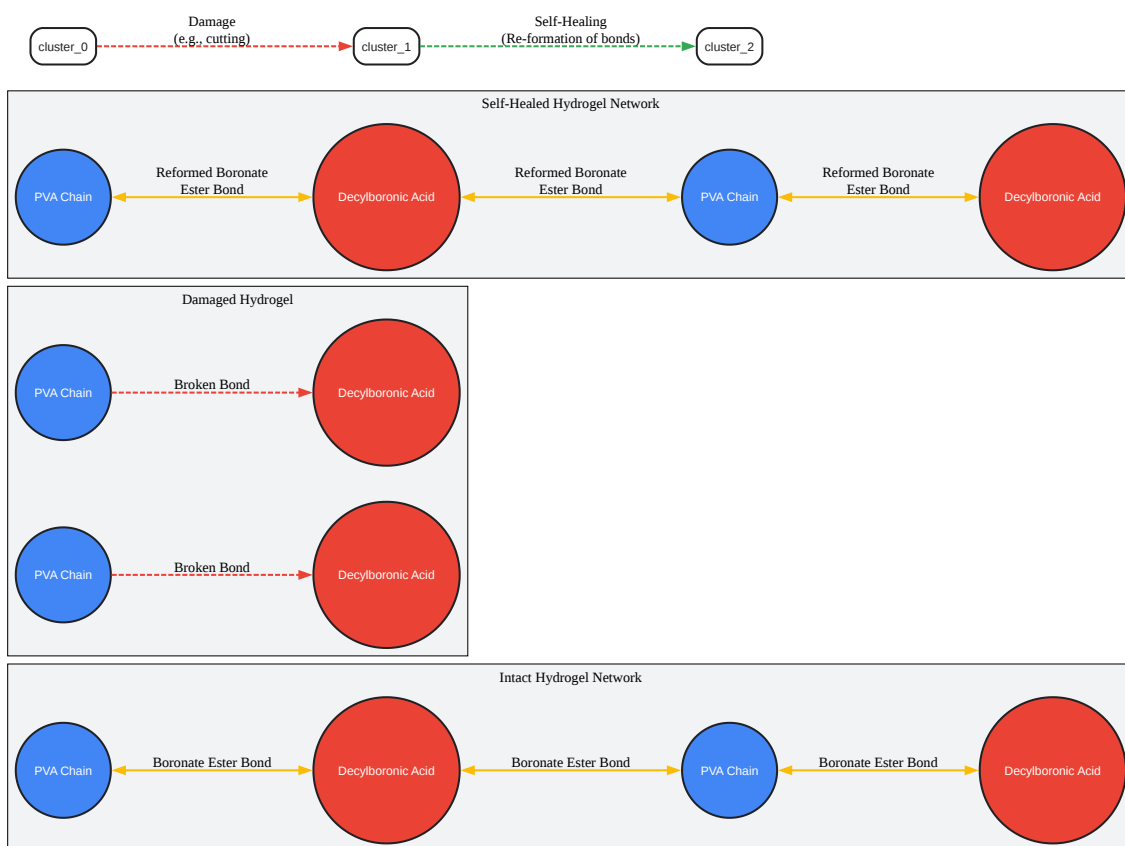 Damage
(e.g., cutting)
Self-Healing
(Re-formation of bonds)
cluster_0
cluster_1
cluster_2
Self-Healed Hydrogel Network
PVA Chain
Reformed Boronate
Ester Bond
Decylboronic Acid
Reformed Boronate
Ester Bond
PVA Chain
Reformed Boronate
Ester Bond
Decylboronic Acid
Damaged Hydrogel
PVA Chain
Broken Bond
Decylboronic Acid
PVA Chain
Broken Bond
Decylboronic Acid
Intact Hydrogel Network
PVA Chain
Boronate Ester Bond
Decylboronic Acid
Boronate Ester Bond
PVA Chain
Boronate Ester Bond
Decylboronic Acid